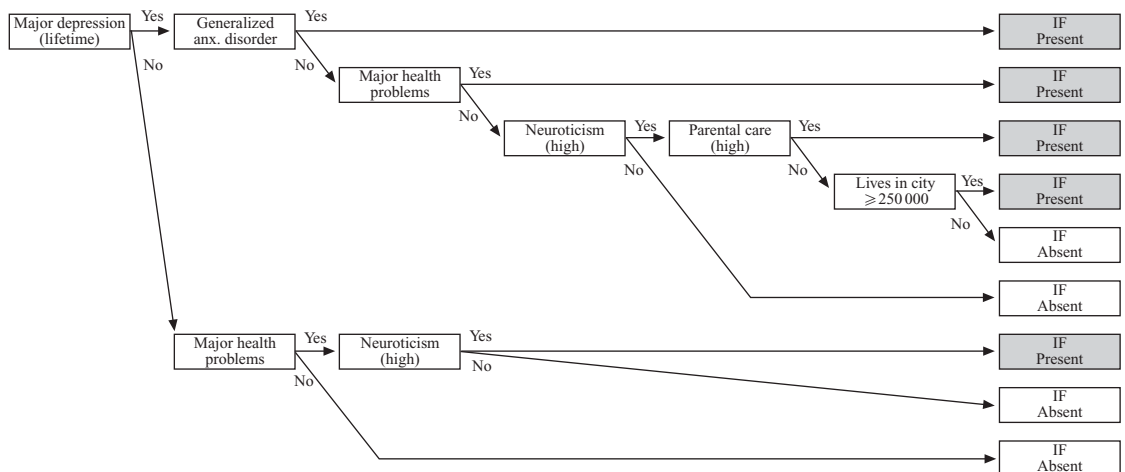 Major depression
(lifetime)
Yes
No
Generalized
anx. disorder
Yes
No
IF
Present
Major health
problems
Yes
No
IF
Present
Neuroticism
(high)
Yes
No
Parental care
(high)
Yes
No
IF
Present
Lives in city
⩾250 000
Yes
No
IF
Present
IF
Absent
IF
Absent
Major health
problems
Yes
No
Neuroticism
(high)
Yes
No
IF
Present
IF
Absent
IF
Absent